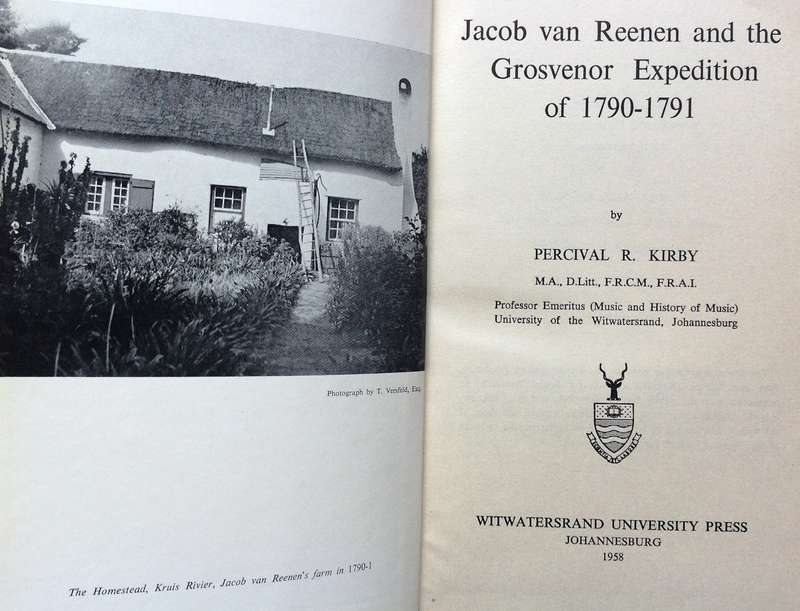 Photograph by T. Versfeld, Esq.
The Homestead, Kruis Rivier, Jacob van Reenen's farm in 1790-1
Jacob van Reenen and the
Grosvenor Expedition
of 1790-1791
by
PERCIVAL R. KIRBY
M.A., D.Litt., F.R.C.M., F.R.A.I.
Professor Emeritus (Music and History of Music)
University of the Witwatersrand, Johannesburg
WITWATERSRAND UNIVERSITY PRESS
JOHANNESBURG
1958